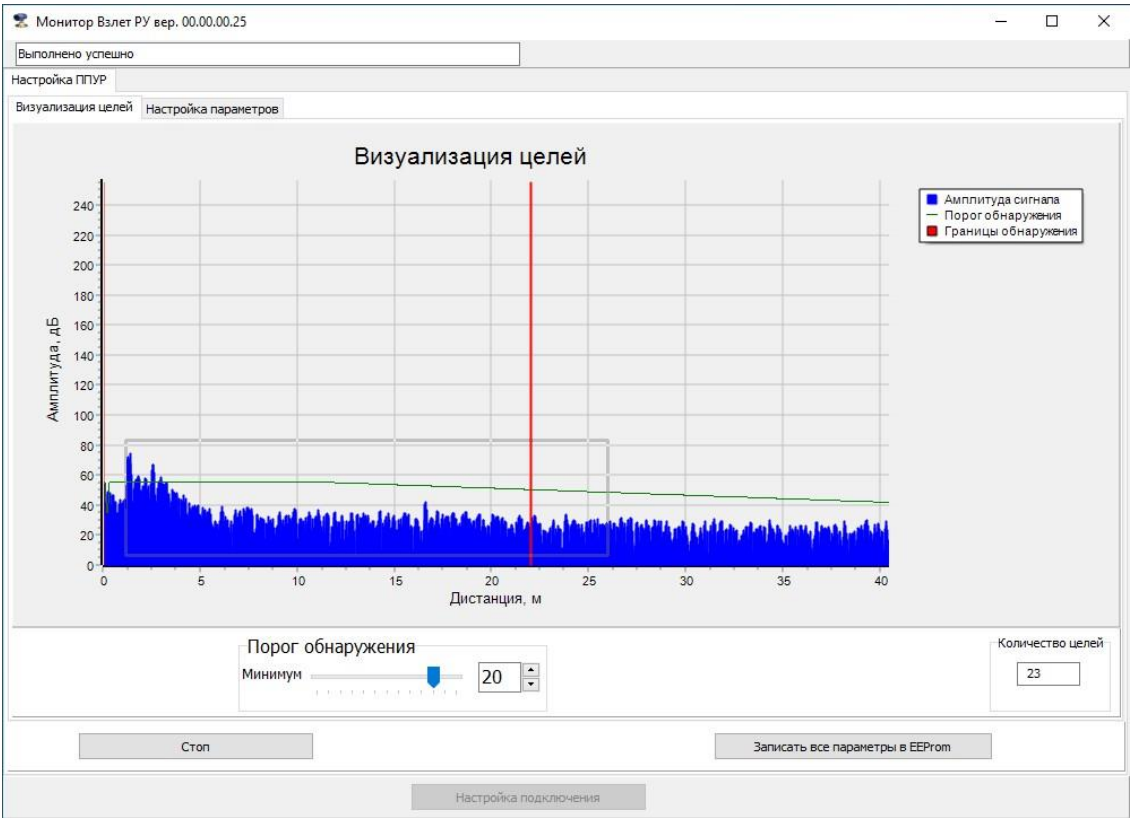 Монитор Взлет РУ вер. 00.00.00.25
Выполнено успешно
Настройка ППУР
Визуализация целей
Настройка параметров
Визуализация целей
Амплитуда сигнала
Порог обнаружения
Границы обнаружения
Амплитуда, дБ
240
220
200
180
160
140
120
100
80
60
40
20
0
0 5 10 15 20 25 30 35 40
Дистанция, м
Порог обнаружения
Минимум
20
Количество целей
23
Стоп
Записать все параметры в EEProm
Настройка подключения